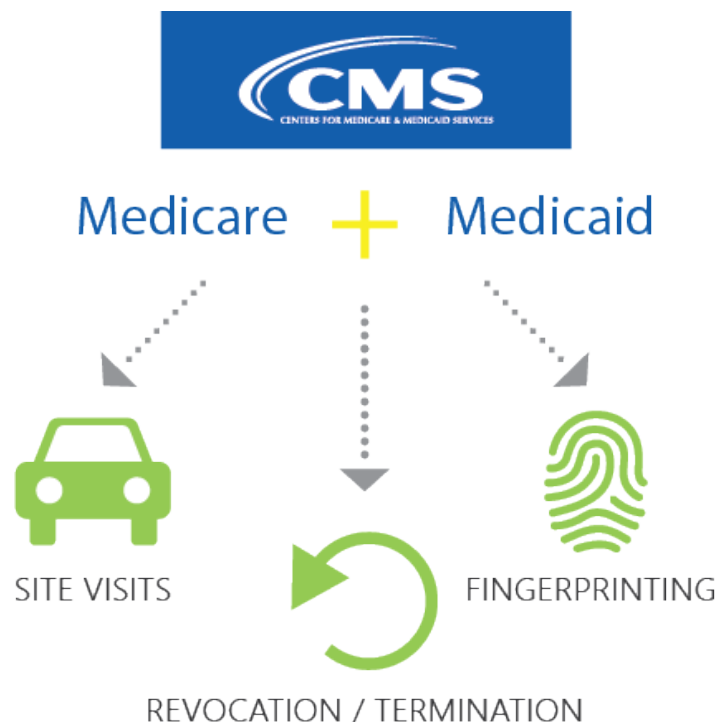 CMS
CENTERS FOR MEDICARE & MEDICAID SERVICES
Medicare + Medicaid
SITE VISITS
FINGERPRINTING
REVOCATION / TERMINATION